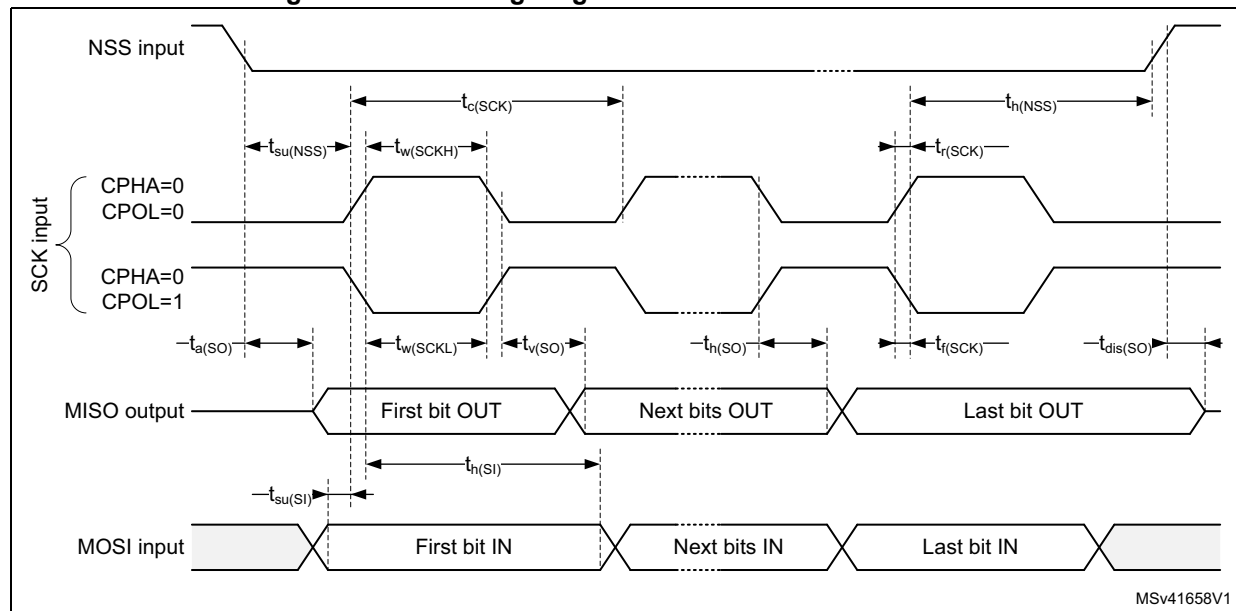 NSS input
tc(SCK)
th(NSS)
tsu(NSS)
tw(SCKH)
tr(SCK)
SCK input
CPHA=0
CPOL=0
CPHA=0
CPOL=1
ta(SO)
tw(SCKL)
tv(SO)
th(SO)
tf(SCK)
tdis(SO)
MISO output
First bit OUT
Next bits OUT
Last bit OUT
th(SI)
tsu(SI)
MOSI input
First bit IN
Next bits IN
Last bit IN
MSv41658V1